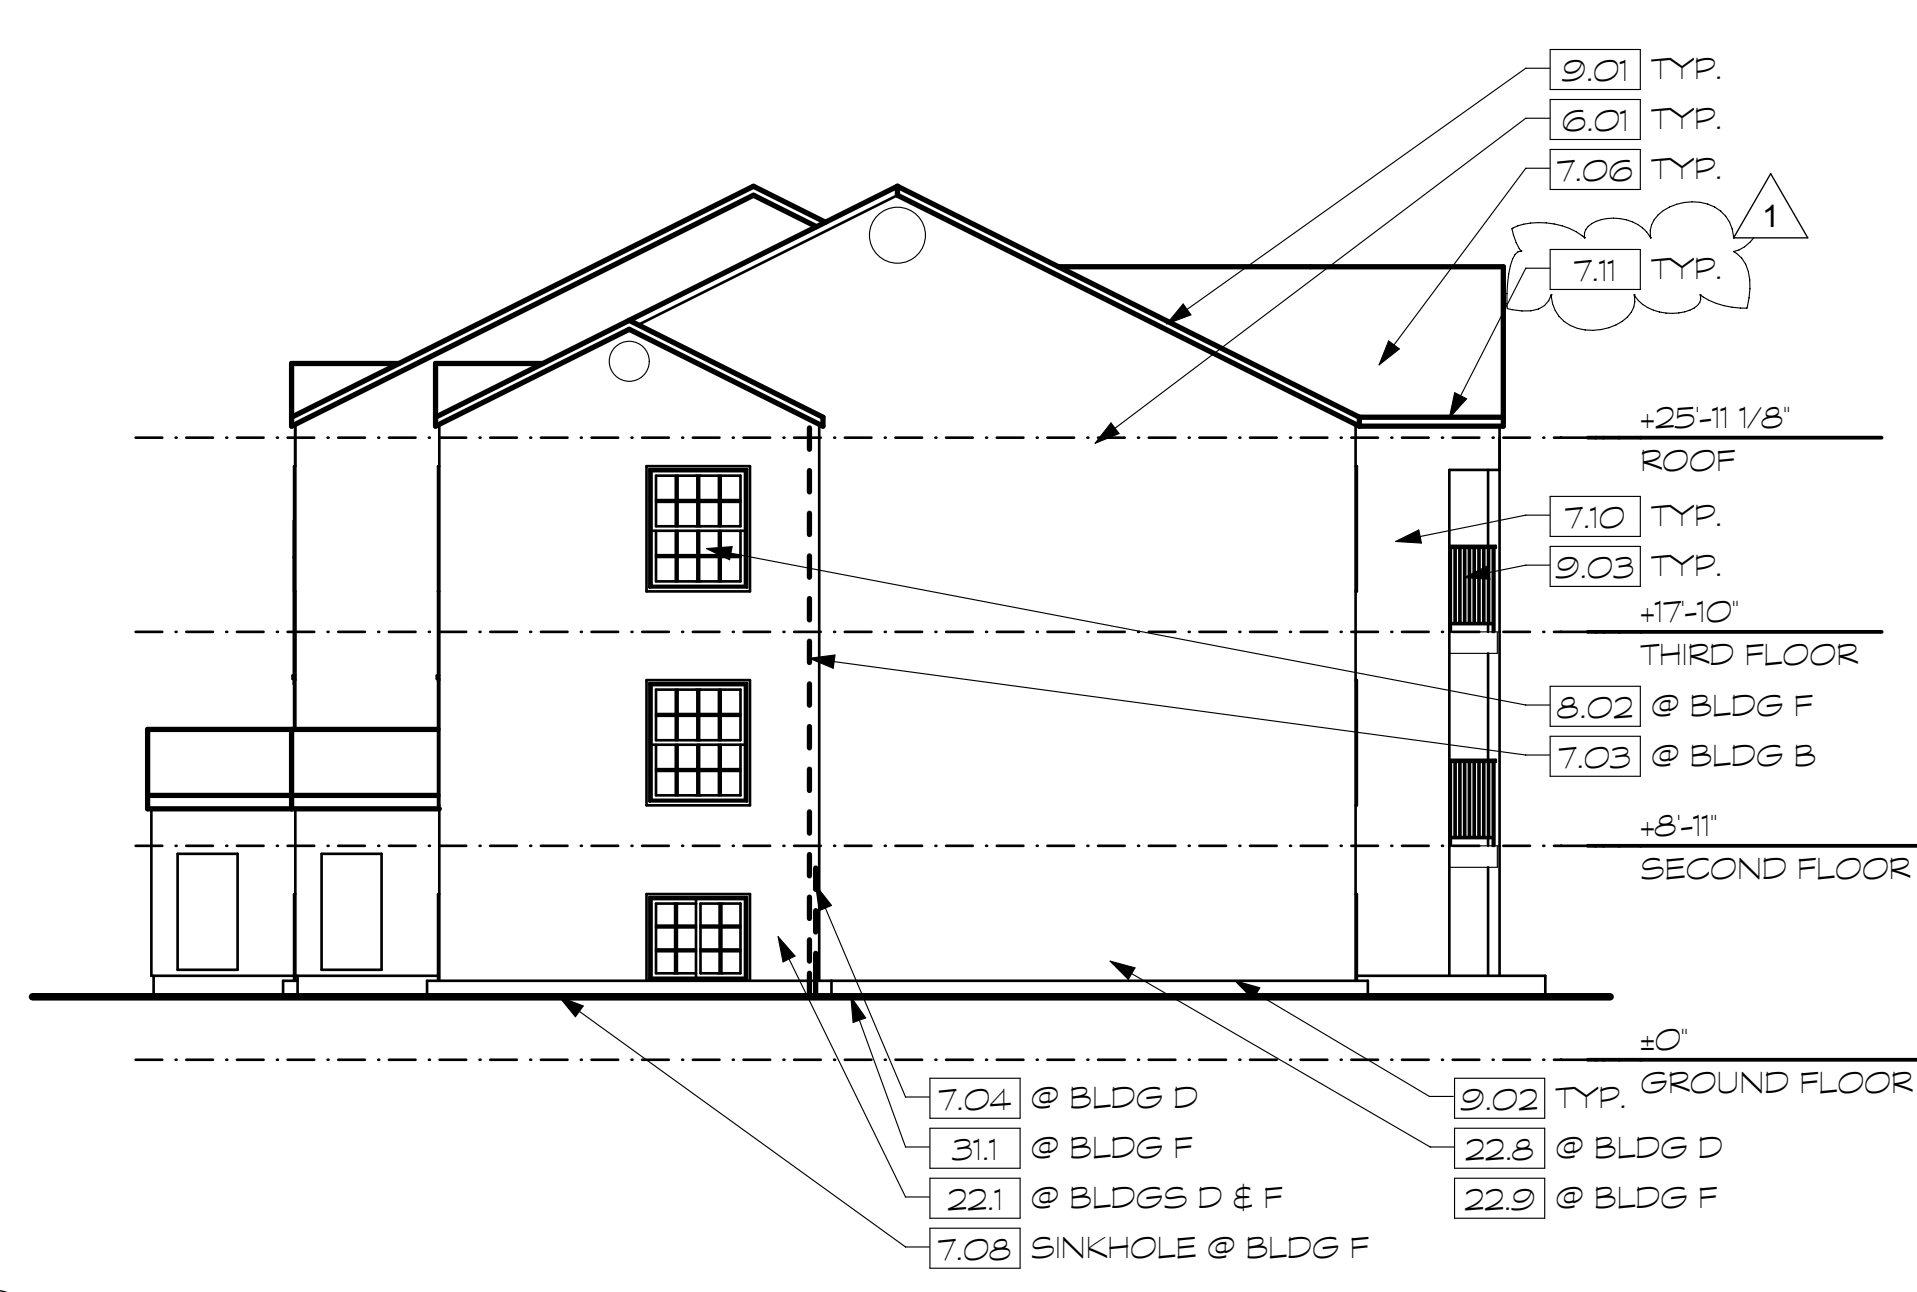 9.01 TYP.
6.01 TYP.
7.06 TYP.
1
7.11 TYP.
+25'-11 1/8"
ROOF
7.10 TYP.
9.03 TYP.
+17'-10"
THIRD FLOOR
8.02 @ BLDG F
7.03 @ BLDG B
+8'-11"
SECOND FLOOR
±0"
GROUND FLOOR
7.04 @ BLDG D
31.1 @ BLDG F
22.1 @ BLDGS D & F
7.08 SINKHOLE @ BLDG F
9.02 TYP.
22.8 @ BLDG D
22.9 @ BLDG F